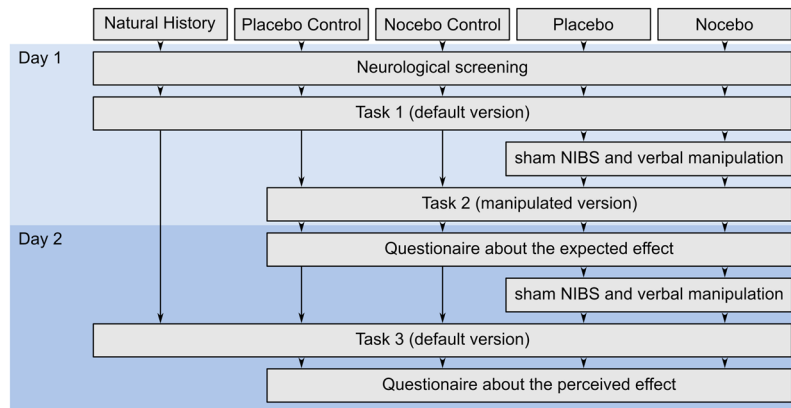 Natural History
Placebo Control
Nocebo Control
Placebo
Nocebo
Day 1
Neurological screening
Task 1 (default version)
sham NIBS and verbal manipulation
Task 2 (manipulated version)
Day 2
Questionaire about the expected effect
sham NIBS and verbal manipulation
Task 3 (default version)
Questionaire about the perceived effect